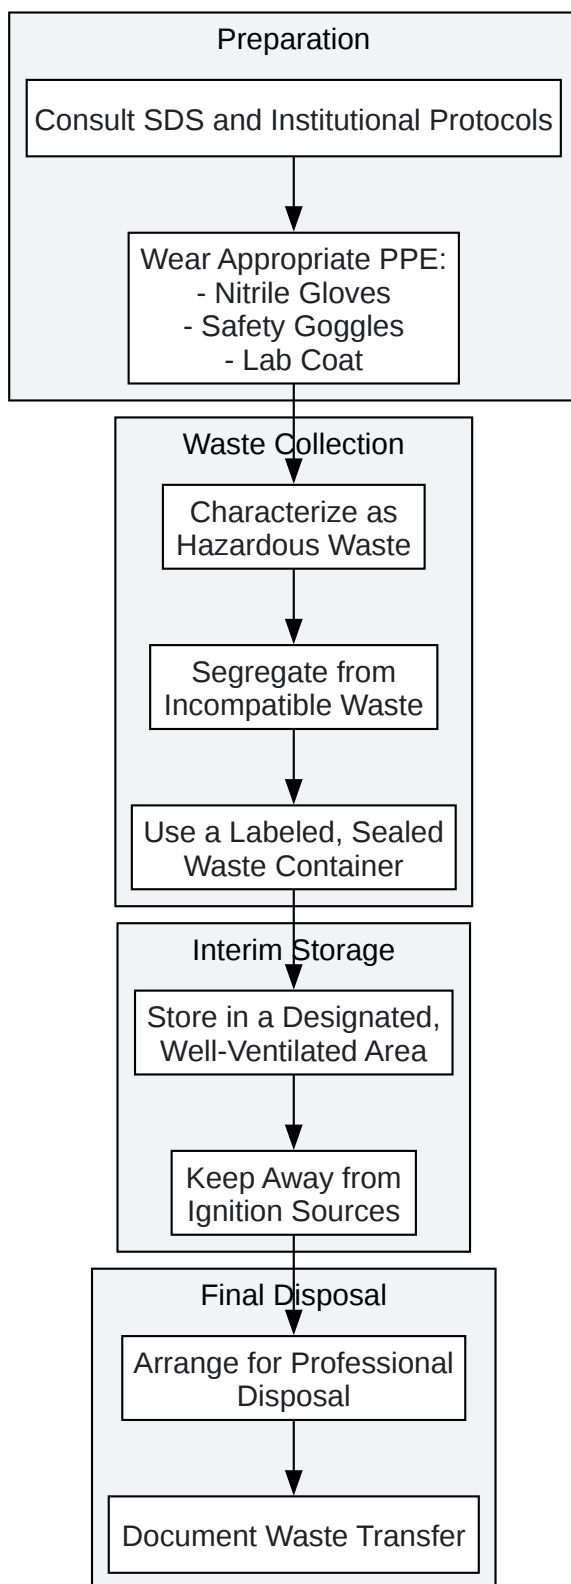 Preparation
Consult SDS and Institutional Protocols
Wear Appropriate PPE:
- Nitrile Gloves
- Safety Goggles
- Lab Coat
Waste Collection
Characterize as
Hazardous Waste
Segregate from
Incompatible Waste
Use a Labeled, Sealed
Waste Container
Interim Storage
Store in a Designated,
Well-Ventilated Area
Keep Away from
Ignition Sources
Final Disposal
Arrange for Professional
Disposal
Document Waste Transfer